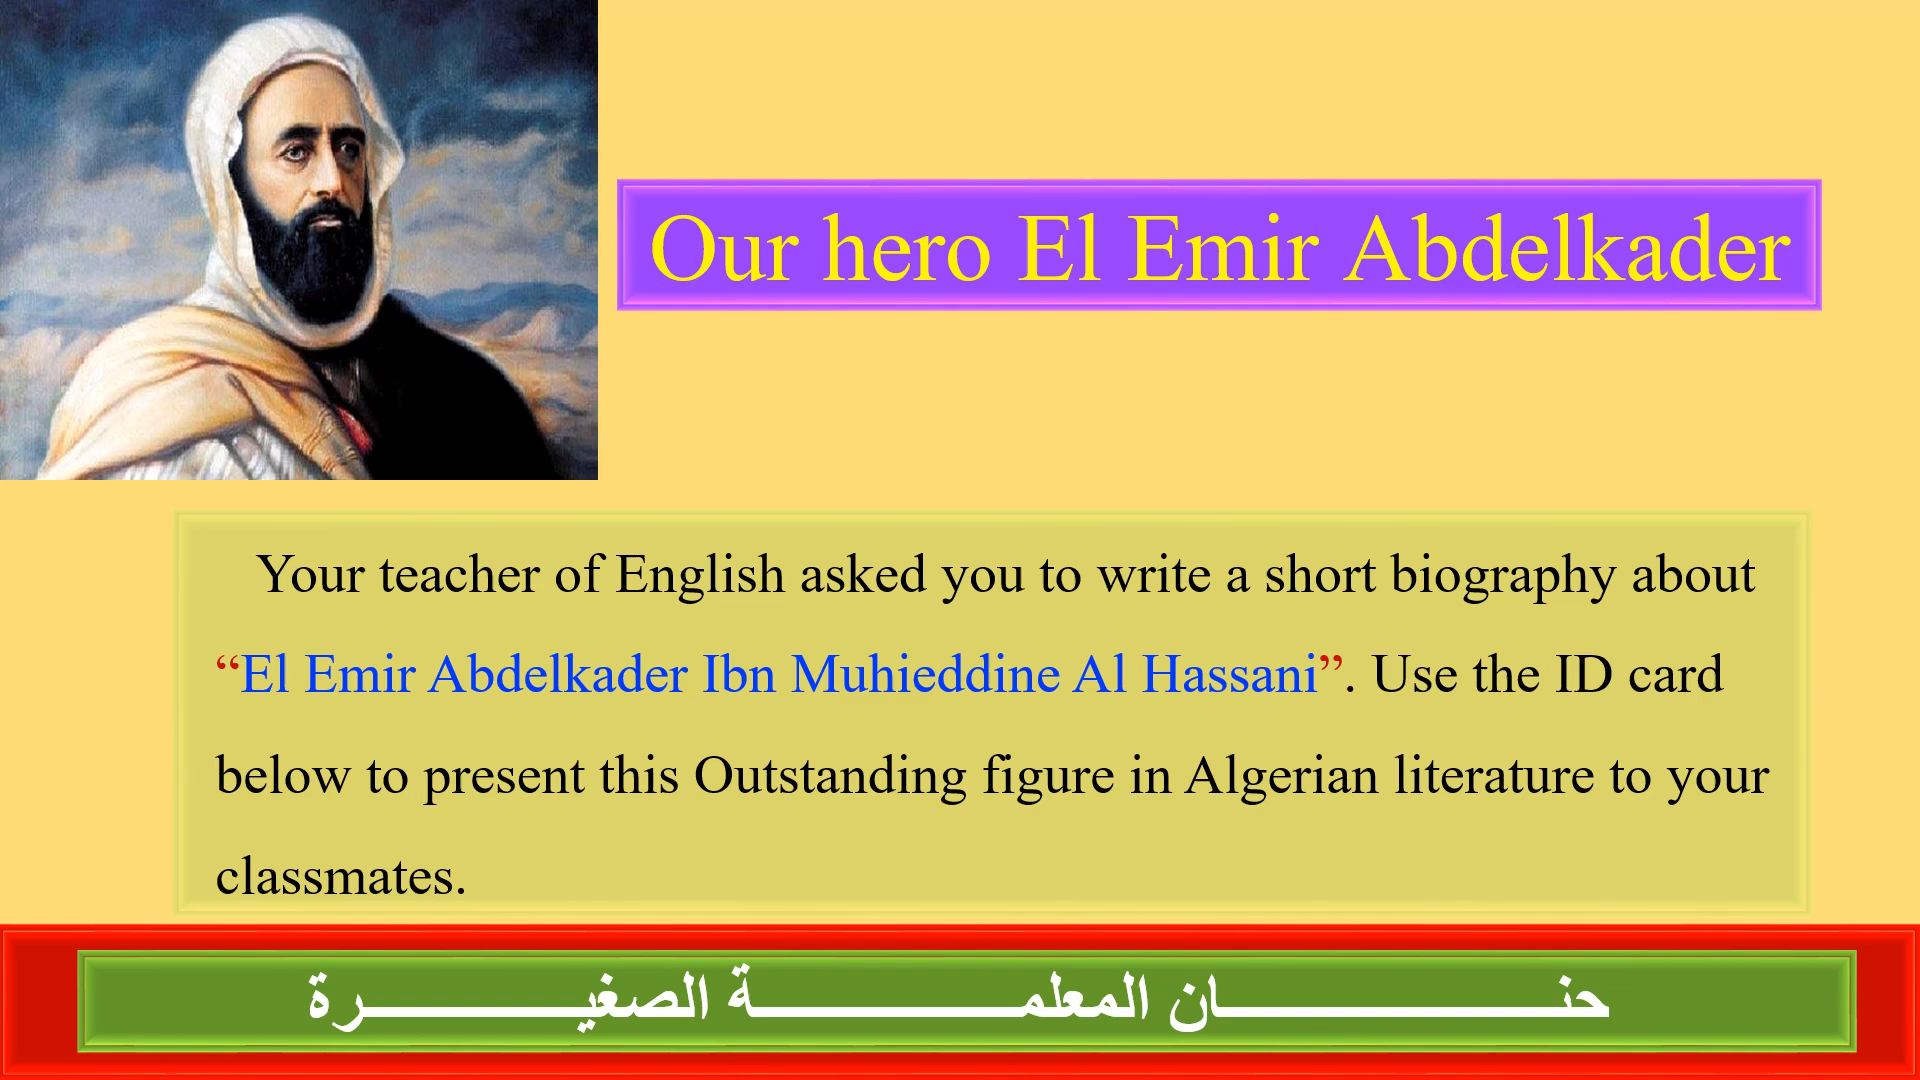 Our hero El Emir Abdelkader
Your teacher of English asked you to write a short biography about
“El Emir Abdelkader Ibn Muhieddine Al Hassani”. Use the ID card
below to present this Outstanding figure in Algerian literature to your
classmates.
حنـــــــــــــــــان المعلمـــــــــــــــة الصغيـــــــــــــرة